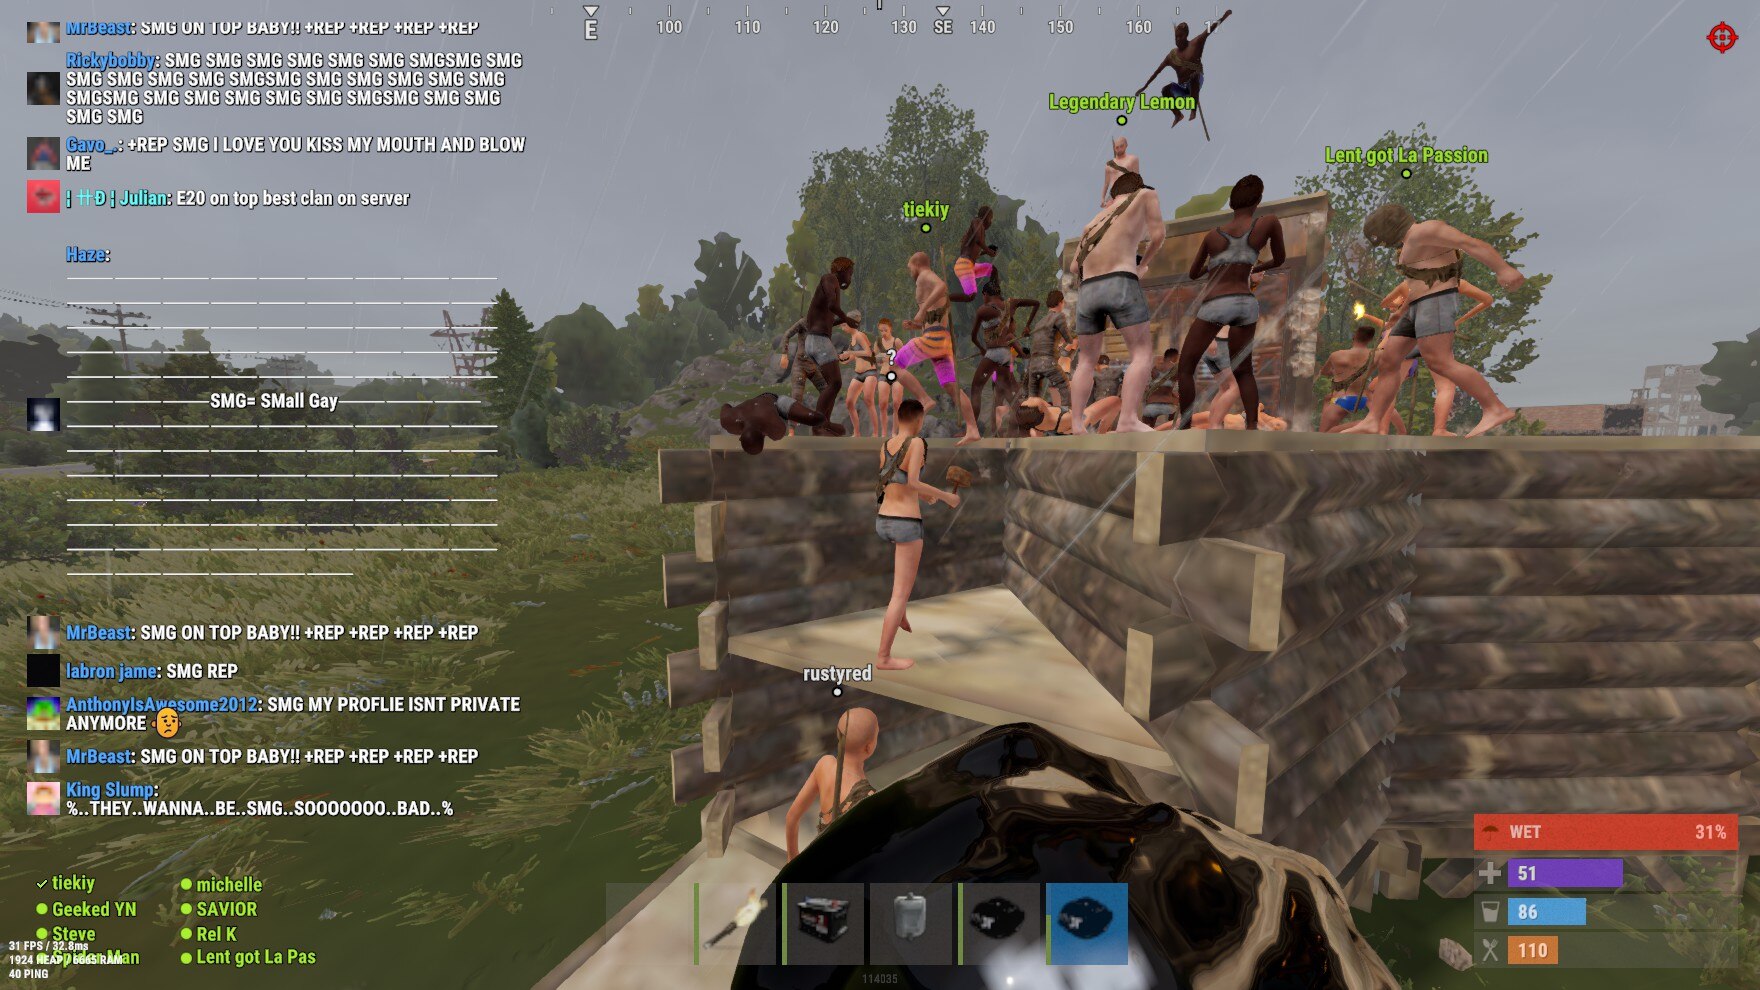 MrBeast: SMG ON TOP BABY!! +REP +REP +REP +REP
Rickybobby: SMG SMG SMG SMG SMG SMG SMGSMG SMG
SMG SMG SMG SMG SMGSMG SMG SMG SMG SMG SMG
SMGSMG SMG SMG SMG SMG SMG SMGSMG SMG SMG
SMG SMG
Gavo_.: +REP SMG I LOVE YOU KISS MY MOUTH AND BLOW
ME
Julian: E20 on top best clan on server
Haze:
SMG= SMall Gay
MrBeast: SMG ON TOP BABY!! +REP +REP +REP +REP
labron jame: SMG REP
AnthonyIsAwesome2012: SMG MY PROFLIE ISNT PRIVATE
ANYMORE
MrBeast: SMG ON TOP BABY!! +REP +REP +REP +REP
King Slump:
%..THEY..WANNA..BE..SMG..SOOOOOOO..BAD..%
E 100 110 120 130 SE 140 150 160
Legendary Lemon
Lent got La Passion
tiekiy
?
rustyred
tiekiy michelle
Geeked YN SAVIOR
Steve Rel K
Lent got La Pas
31 FPS / 32.8ms
40 PING
114035
WET 31%
51
86
110